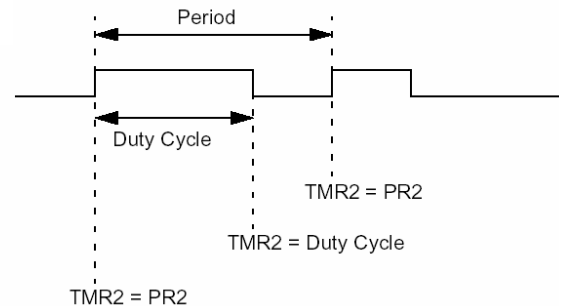 Period
Duty Cycle
TMR2 = PR2
TMR2 = Duty Cycle
TMR2 = PR2